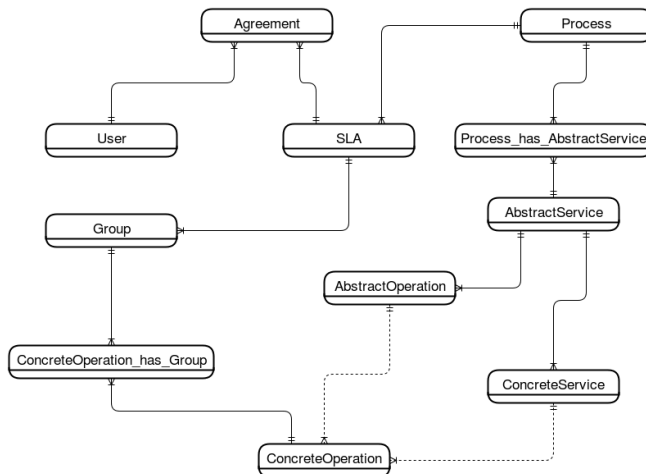 Agreement
Process
User
SLA
Process_has_AbstractService
Group
AbstractService
AbstractOperation
ConcreteOperation_has_Group
ConcreteService
ConcreteOperation